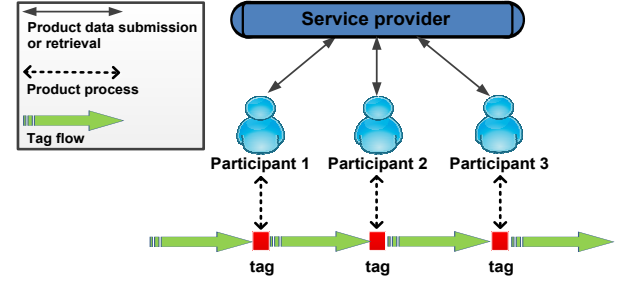 Product data submission
or retrieval
Product process
Tag flow
Service provider
Participant 1 Participant 2 Participant 3
tag tag tag